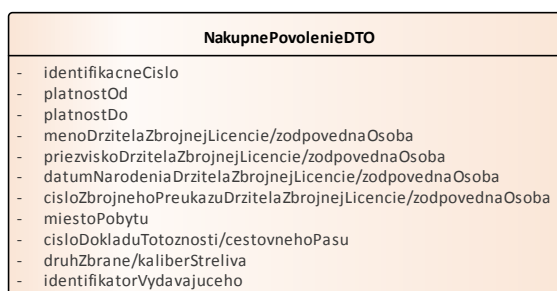 NakupnePovolenieDTO
- identifikacneCislo
- platnostOd
- platnostDo
- menoDrzitelaZbrojnejLicencie/zodpovednaOsoba
- priezviskoDrzitelaZbrojnejLicencie/zodpovednaOsoba
- datumNarodeniaDrzitelaZbrojnejLicencie/zodpovednaOsoba
- cisloZbrojnehoPreukazuDrzitelaZbrojnejLicencie/zodpovednaOsoba
- miestoPobytu
- cisloDokladuTotoznosti/cestovnehoPasu
- druhZbrane/kaliberStreliva
- identifikatorVydavajuceho